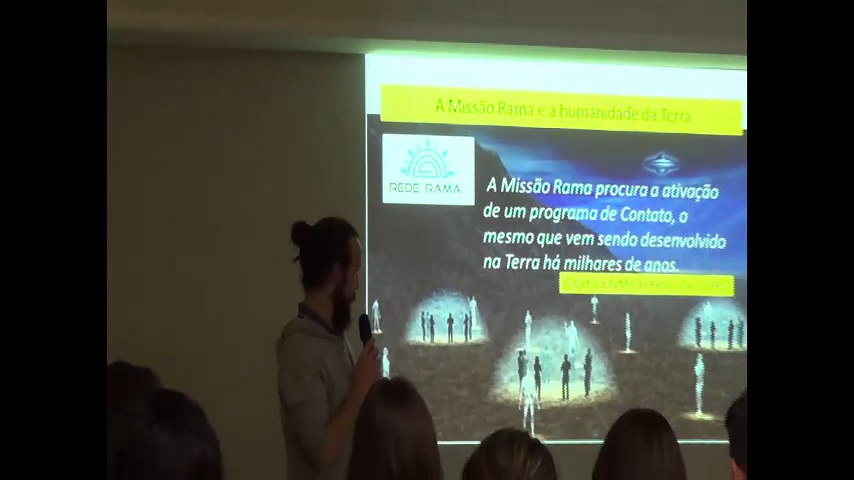 A Missão Rama e a humanidade da Terra
REDE RAMA
A Missão Rama procura a ativação
de um programa de Contato, o
mesmo que vem sendo desenvolvido
na Terra há milhares de anos.